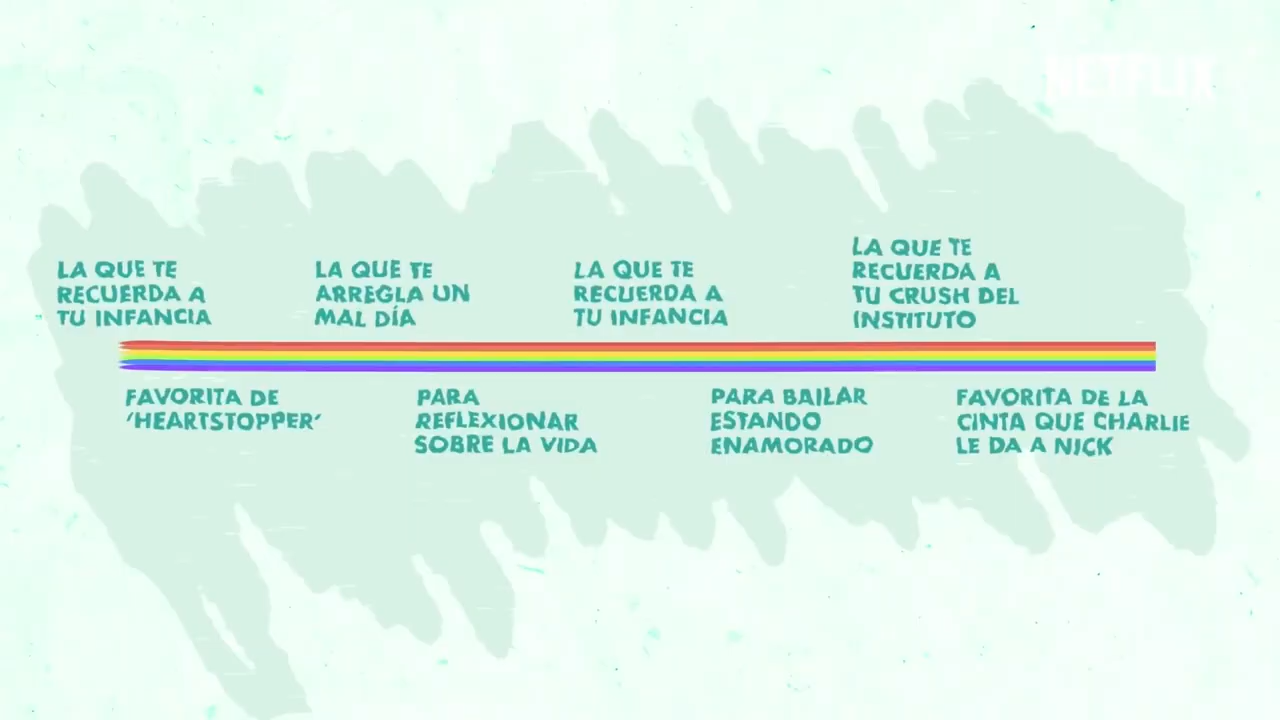 NETFLIX
LA QUE TE
RECUERDA A
TU INFANCIA
LA QUE TE
ARREGLA UN
MAL DÍA
LA QUE TE
RECUERDA A
TU INFANCIA
LA QUE TE
RECUERDA A
TU CRUSH DEL
INSTITUTO
FAVORITA DE
'HEARTSTOPPER'
PARA
REFLEXIONAR
SOBRE LA VIDA
PARA BAILAR
ESTANDO
ENAMORADO
FAVORITA DE LA
CINTA QUE CHARLIE
LE DA A NICK